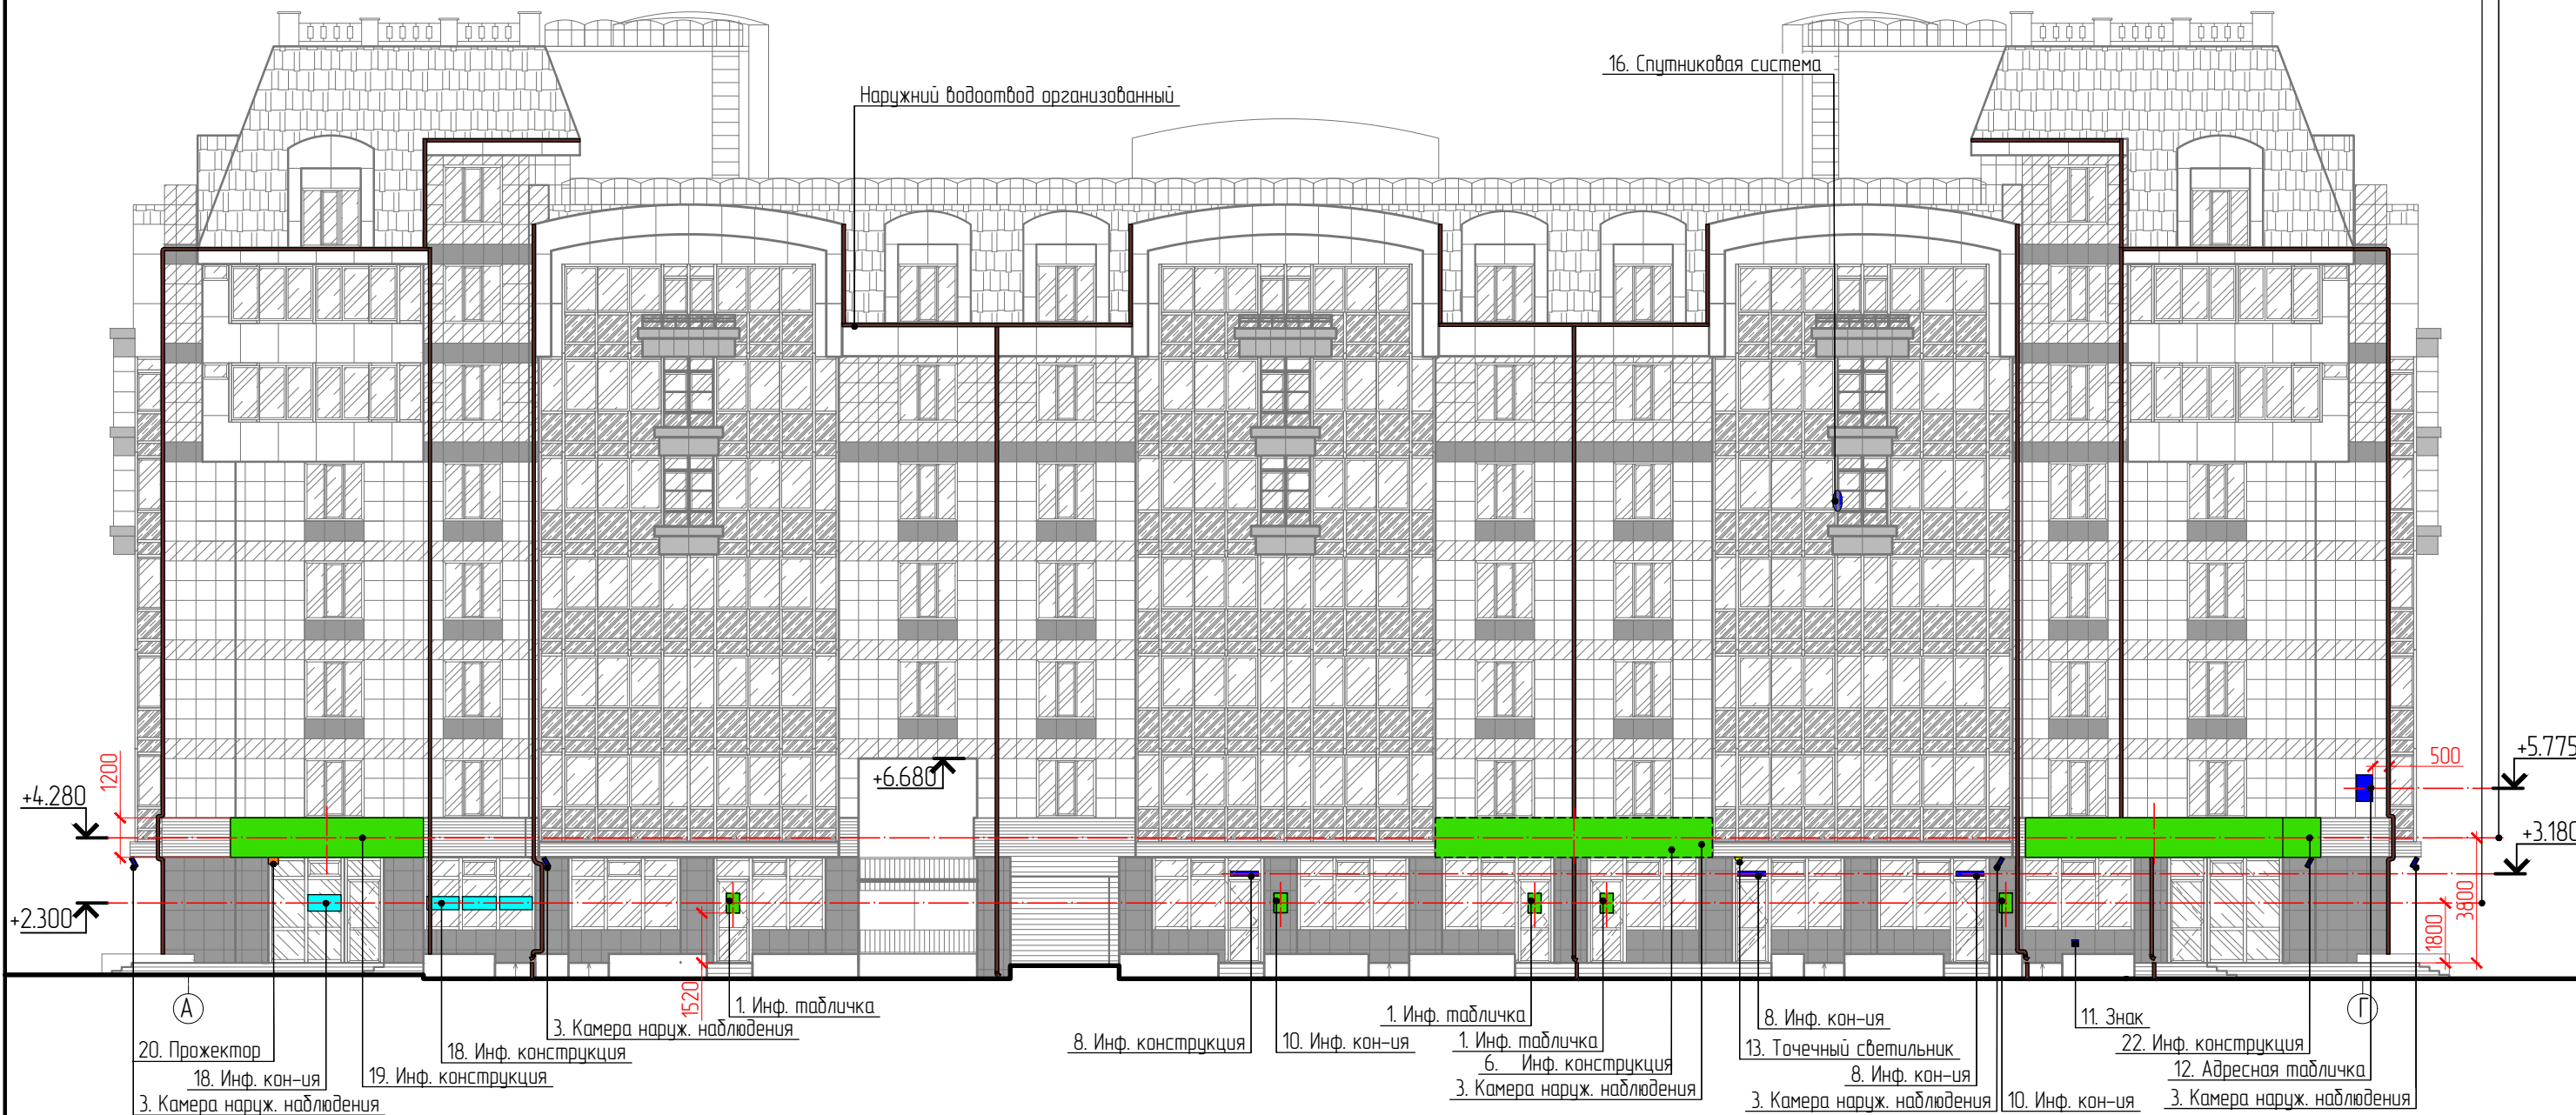 16. Спутниковая система
Наружний водоотвод организованный
+6.680
1200
+4.280
+2.300
500
+5.775
+3.180
3800
1800
1520
А
Г
1. Инф. табличка
3. Камера наруж. наблюдения
20. Прожектор
18. Инф. конструкция
18. Инф. кон-ия
19. Инф. конструкция
3. Камера наруж. наблюдения
8. Инф. конструкция
10. Инф. кон-ия
1. Инф. табличка
1. Инф. табличка
6. Инф. конструкция
3. Камера наруж. наблюдения
8. Инф. кон-ия
13. Точечный светильник
8. Инф. кон-ия
3. Камера наруж. наблюдения
10. Инф. кон-ия
11. Знак
22. Инф. конструкция
12. Адресная табличка
3. Камера наруж. наблюдения